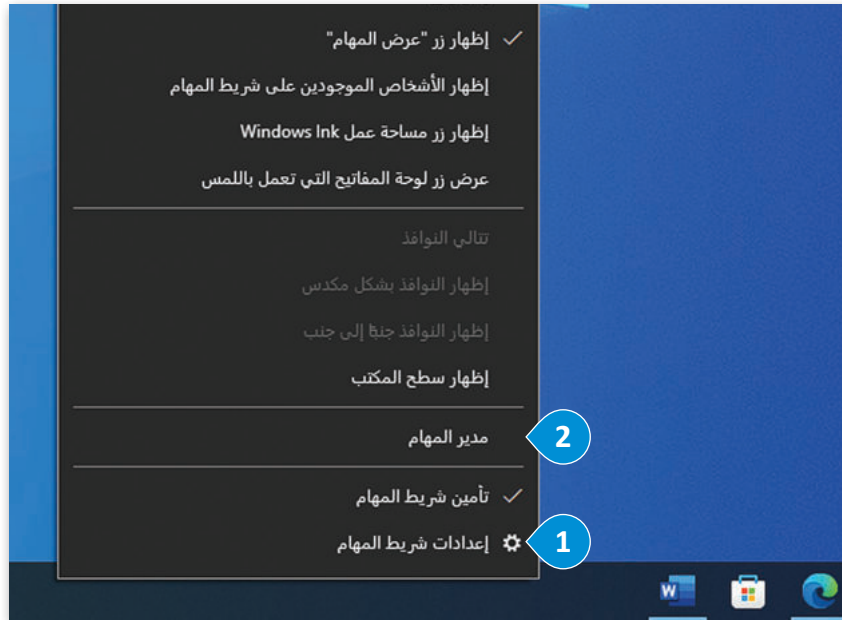 إظهار زر "عرض المهام"
إظهار الأشخاص الموجودين على شريط المهام
إظهار زر مساحة عمل Windows Ink
عرض زر لوحة المفاتيح التي تعمل باللمس
تتالي النوافذ
إظهار النوافذ بشكل مكدس
إظهار النوافذ جنبًا إلى جنب
إظهار سطح المكتب
مدير المهام
2
تأمين شريط المهام
إعدادات شريط المهام
1
W